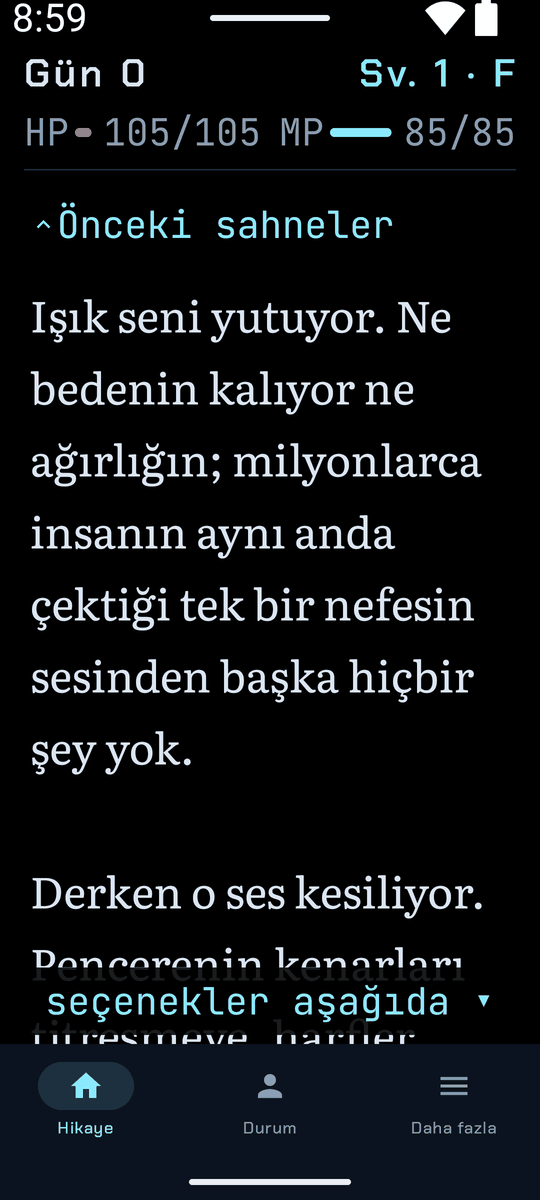 8:59
Gün 0
Sv. 1 · F
HP 105/105 MP 85/85
Önceki sahneler
Işık seni yutuyor. Ne
bedenin kalıyor ne
ağırlığın; milyonlarca
insanın aynı anda
çektiği tek bir nefesin
sesinden başka hiçbir
şey yok.
Derken o ses kesiliyor.
Pencerenin kenarları
seçenekler aşağıda ▾
titreşmeye, harfler
Hikaye
Durum
Daha fazla